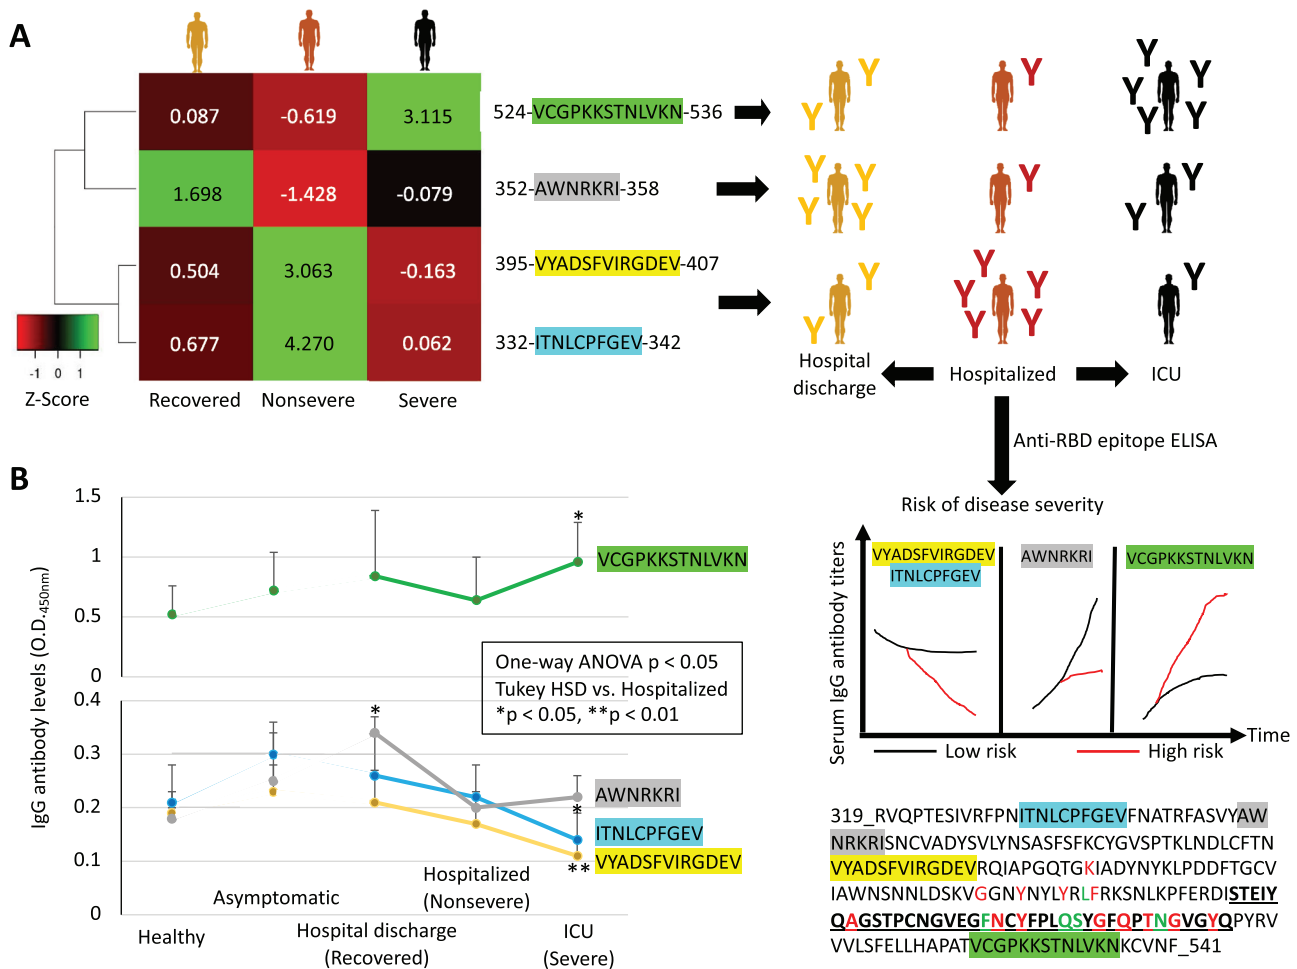 A
0.087 -0.619 3.115
524-VCGPKKSTNLVKN-536
1.698 -1.428 -0.079
352-AWNRKRI-358
0.504 3.063 -0.163
395-VYADSFVIRGDEV-407
0.677 4.270 0.062
332-ITNLCPFGEV-342
-1 0 1
Z-Score
Recovered Nonsevere Severe
Y Y Y Y Y Y Y Y
Y Y Y Y Y Y Y
Y Y Y Y Y Y Y
Hospital
discharge
Hospitalized
ICU
Anti-RBD epitope ELISA
Risk of disease severity
B
IgG antibody levels (O.D.450nm)
1.5
1
0.5
0
*
VCGPKKSTNLVKN
One-way ANOVA p < 0.05
Tukey HSD vs. Hospitalized
*p < 0.05, **p < 0.01
0.4
0.3
0.2
0.1
0
*
AWNRKRI
*
ITNLCPFGEV
VYADSFVIRGDEV
**
Healthy
Asymptomatic
Hospital discharge
(Recovered)
Hospitalized
(Nonsevere)
ICU
(Severe)
Serum IgG antibody titers
VYADSFVIRGDEV
ITNLCPFGEV
AWNRKRI
VCGPKKSTNLVKN
Time
Low risk High risk
319_RVQPTESIVRFPNITNLCPFGEVFNATRFASVYAW
NRKRISNCVADYSVLYNSASFSFKCYGVSPTKLNDLCFTN
VYADSFVIRGDEVRQIAPGQTGKIADYNYKLPDDFTGCV
IAWNSNNLDSKVGGNYNYLYRLFRKSNLKPFERDISTEIY
QAGSTPCNGVEGFNCYFPLQSYGFQPTNGVGYQPYRV
VVLSFELLHAPATVCGPKKSTNLVKNKCVNF_541